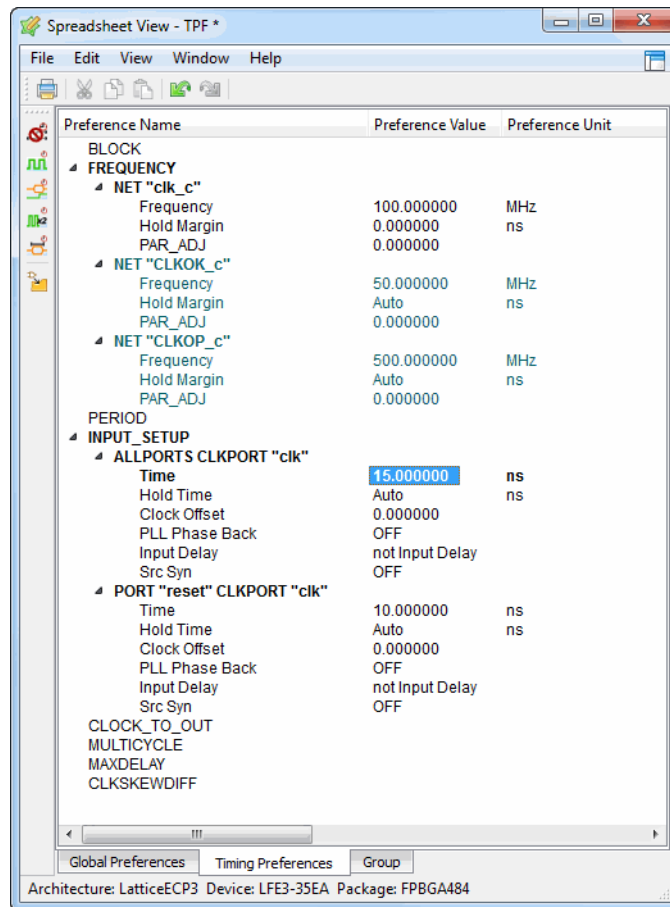 Spreadsheet View - TPF *
File Edit View Window Help
Preference Name Preference Value Preference Unit
BLOCK
FREQUENCY
NET "clk_c"
Frequency 100.000000 MHz
Hold Margin 0.000000 ns
PAR_ADJ 0.000000
NET "CLKOK_c"
Frequency 50.000000 MHz
Hold Margin Auto ns
PAR_ADJ 0.000000
NET "CLKOP_c"
Frequency 500.000000 MHz
Hold Margin Auto ns
PAR_ADJ 0.000000
PERIOD
INPUT_SETUP
ALLPORTS CLKPORT "clk"
Time 15.000000 ns
Hold Time Auto ns
Clock Offset 0.000000
PLL Phase Back OFF
Input Delay not Input Delay
Src Syn OFF
PORT "reset" CLKPORT "clk"
Time 10.000000 ns
Hold Time Auto ns
Clock Offset 0.000000
PLL Phase Back OFF
Input Delay not Input Delay
Src Syn OFF
CLOCK_TO_OUT
MULTICYCLE
MAXDELAY
CLKSKEWDIFF
Global Preferences Timing Preferences Group
Architecture: LatticeECP3 Device: LFE3-35EA Package: FPBGA484